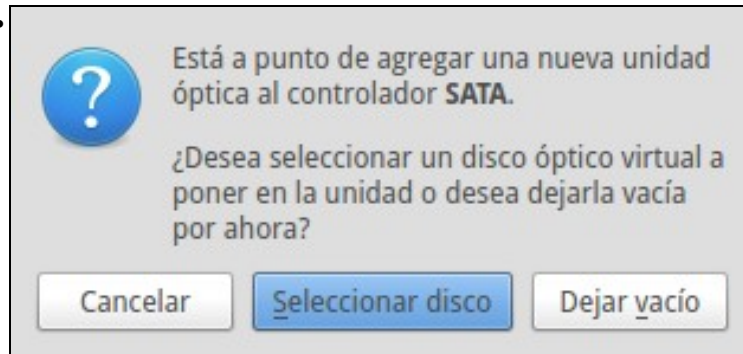 Está a punto de agregar una nueva unidad
óptica al controlador SATA.
¿Desea seleccionar un disco óptico virtual a
poner en la unidad o desea dejarla vacía
por ahora?
Cancelar
Seleccionar disco
Dejar vacío